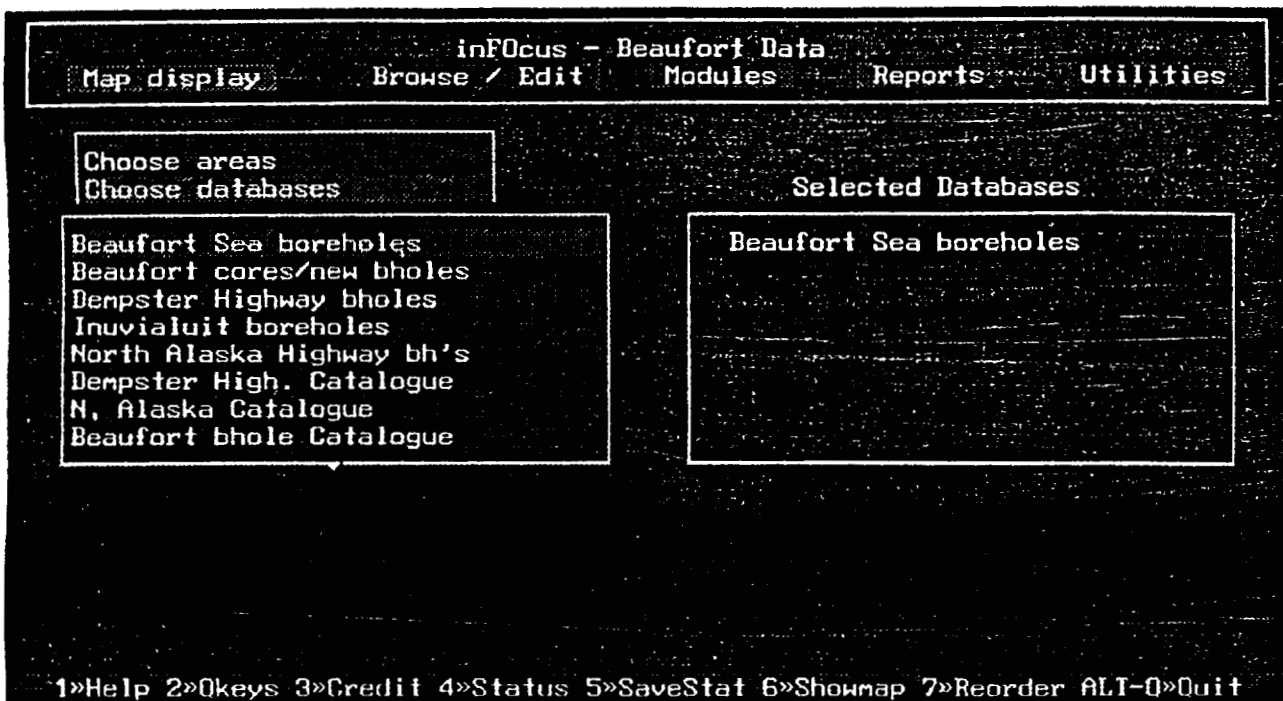 inFOcus - Beaufort Data
Map display Browse / Edit Modules Reports Utilities
Choose areas
Choose databases
Selected Databases
Beaufort Sea boreholes
Beaufort cores/new bholes
Dempster Highway bholes
Inuvialuit boreholes
North Alaska Highway bh's
Dempster High. Catalogue
N. Alaska Catalogue
Beaufort bhole Catalogue
Beaufort Sea boreholes
1»Help 2»Qkeys 3»Credit 4»Status 5»SaveStat 6»Showmap 7»Reorder ALT-Q»Quit